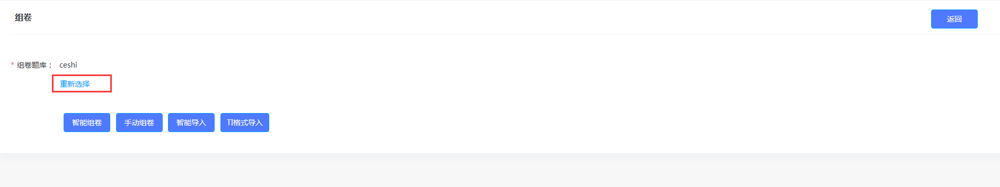 组卷
返回
* 组卷题库： ceshi
重新选择
智能组卷 手动组卷 智能导入 TI格式导入